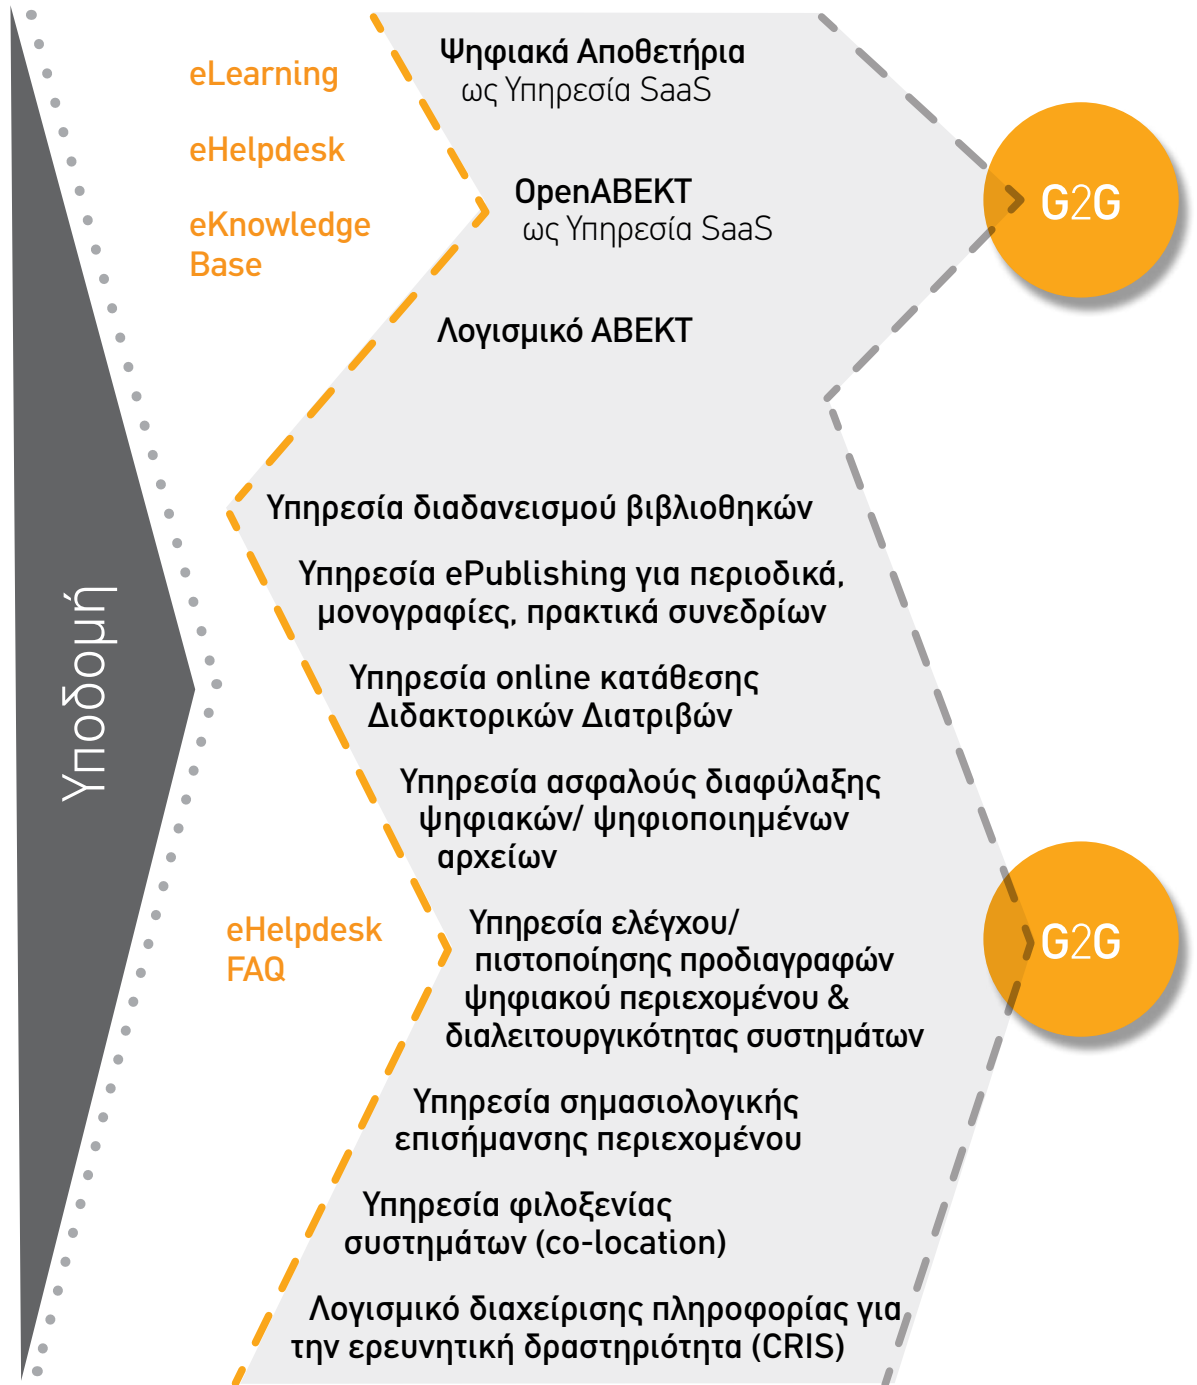 Υποδομή
eLearning
eHelpdesk
eKnowledge
Base
Ψηφιακά Αποθετήρια
ως Υπηρεσία SaaS
OpenABEKT
ως Υπηρεσία SaaS
Λογισμικό ΑΒΕΚΤ
G2G
Υπηρεσία διαδανεισμού βιβλιοθηκών
Υπηρεσία ePublishing για περιοδικά,
μονογραφίες, πρακτικά συνεδρίων
Υπηρεσία online κατάθεσης
Διδακτορικών Διατριβών
Υπηρεσία ασφαλούς διαφύλαξης
ψηφιακών/ ψηφιοποιημένων
αρχείων
eHelpdesk
FAQ
Υπηρεσία ελέγχου/
πιστοποίησης προδιαγραφών
ψηφιακού περιεχομένου &
διαλειτουργικότητας συστημάτων
G2G
Υπηρεσία σημασιολογικής
επισήμανσης περιεχομένου
Υπηρεσία φιλοξενίας
συστημάτων (co-location)
Λογισμικό διαχείρισης πληροφορίας για
την ερευνητική δραστηριότητα (CRIS)